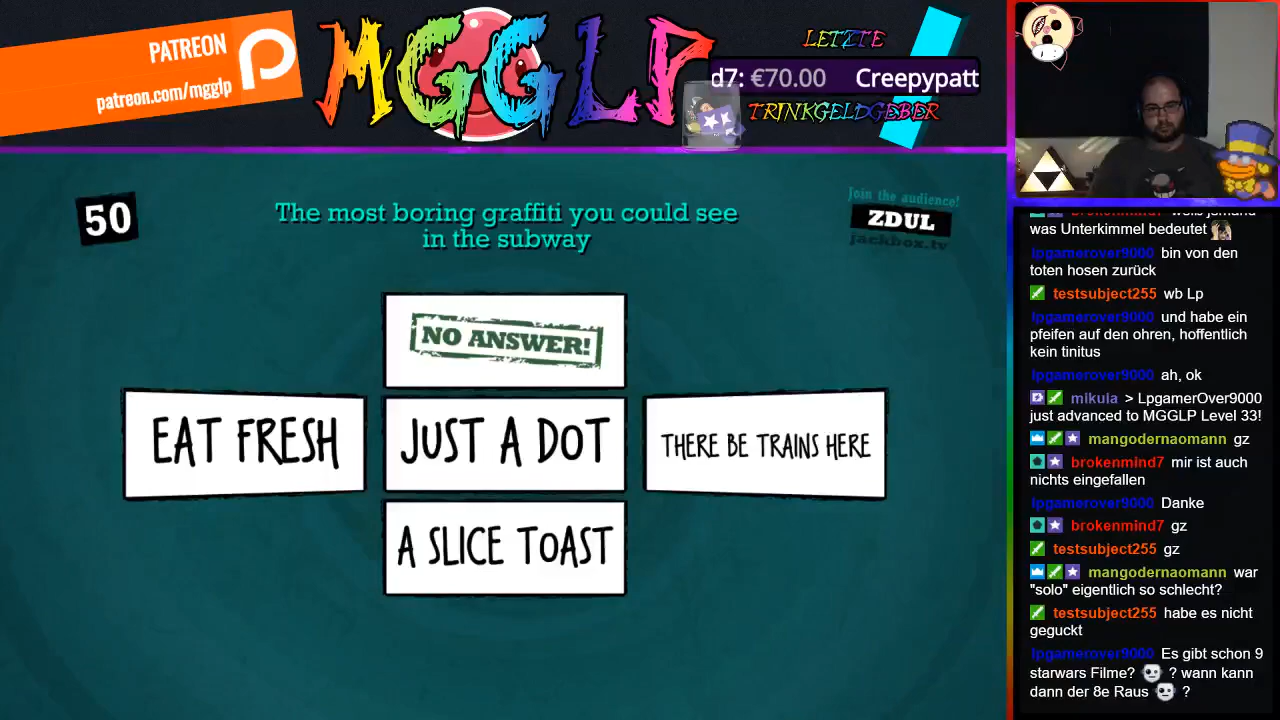 PATREON
patreon.com/mgglp
MGGLP
LETZTE
d7: €70.00 Creepypatt
TRINKGELDGEBER
50
The most boring graffiti you could see
in the subway
Join the audience!
ZDUL
jackbox.tv
NO ANSWER!
EAT FRESH
JUST A DOT
THERE BE TRAINS HERE
A SLICE TOAST
was Unterkimmel bedeutet
lpgamerover9000 bin von den
toten hosen zurück
testsubject255 wb Lp
lpgamerover9000 und habe ein
pfeifen auf den ohren, hoffentlich
kein tinitus
lpgamerover9000 ah, ok
mikula > LpgamerOver9000
just advanced to MGGLP Level 33!
mangodernaomann gz
brokenmind7 mir ist auch
nichts eingefallen
lpgamerover9000 Danke
brokenmind7 gz
testsubject255 gz
mangodernaomann war
"solo" eigentlich so schlecht?
testsubject255 habe es nicht
geguckt
lpgamerover9000 Es gibt schon 9
starwars Filme? ? wann kann
dann der 8e Raus ?